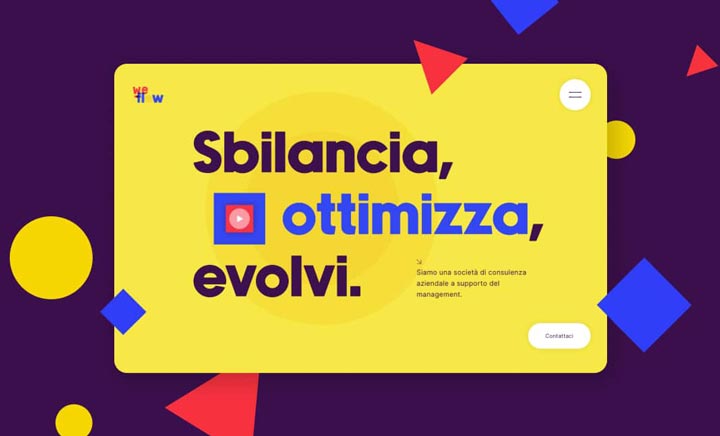 we
flow
Sbilancia,
ottimizza,
evolvi.
Siamo una società di consulenza
aziendale a supporto del
management.
Contattaci